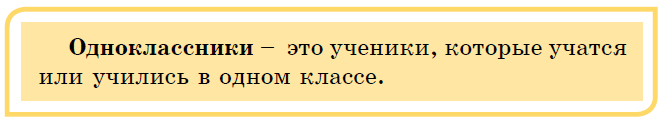 Одноклассники – это ученики, которые учатся
или учились в одном классе.